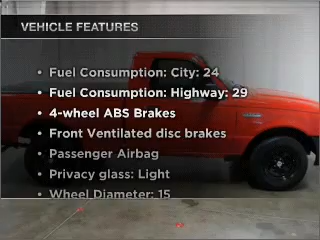 VEHICLE FEATURES
• Fuel Consumption: City: 24
• Fuel Consumption: Highway: 29
• 4-wheel ABS Brakes
• Front Ventilated disc brakes
• Passenger Airbag
• Privacy glass: Light
• Wheel Diameter: 15